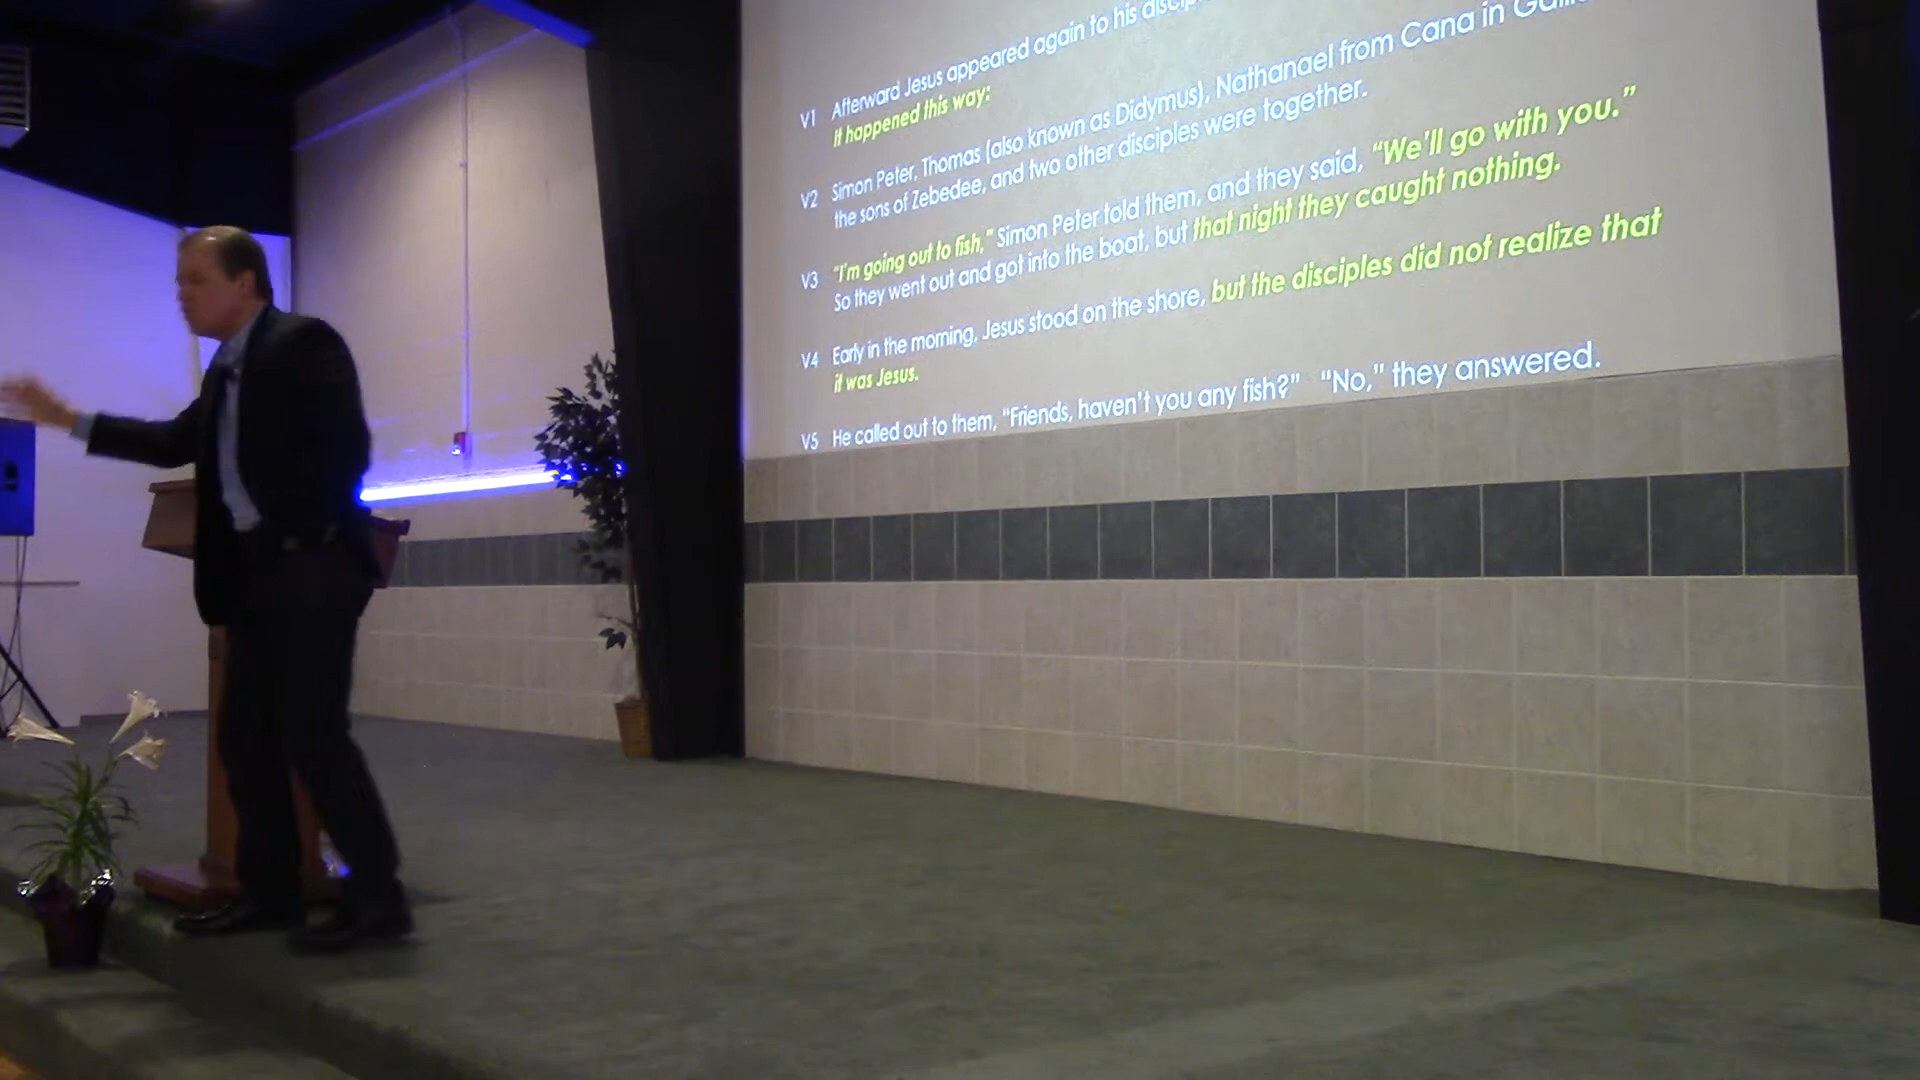 V1 Afterward Jesus appeared again to his
It happened this way:
V2 Simon Peter, Thomas (also known as Didymus), Nathanael from Cana in
the sons of Zebedee, and two other disciples were together.
V3 "I'm going out to fish," Simon Peter told them, and they said, "We'll go with you."
So they went out and got into the boat, but that night they caught nothing.
V4 Early in the morning, Jesus stood on the shore, but the disciples did not realize that
it was Jesus.
V5 He called out to them, "Friends, haven't you any fish?" "No," they answered.